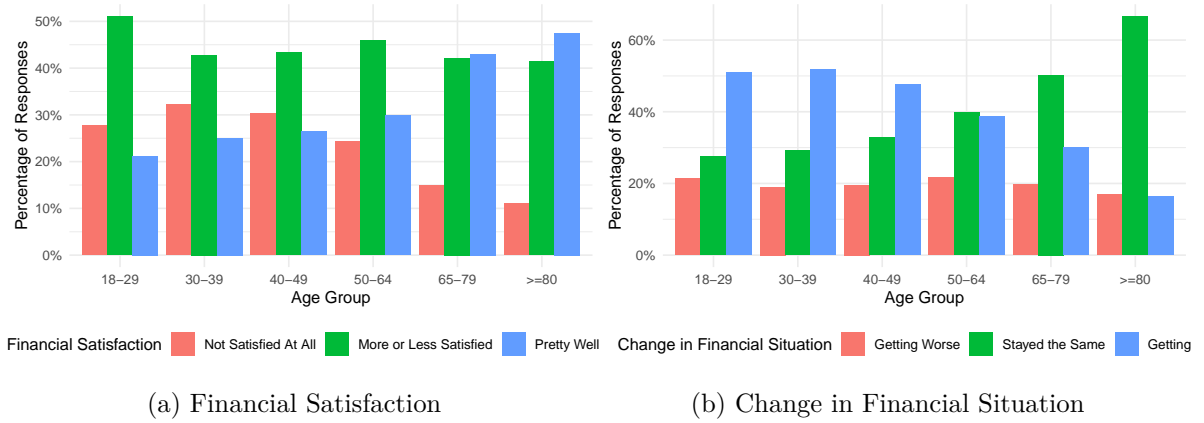 Percentage of Responses
50%
40%
30%
20%
10%
0%
18–29 30–39 40–49 50–64 65–79 >=80
Age Group
Financial Satisfaction Not Satisfied At All More or Less Satisfied Pretty Well
(a) Financial Satisfaction
Percentage of Responses
60%
40%
20%
0%
18–29 30–39 40–49 50–64 65–79 >=80
Age Group
Change in Financial Situation Getting Worse Stayed the Same Getting
(b) Change in Financial Situation